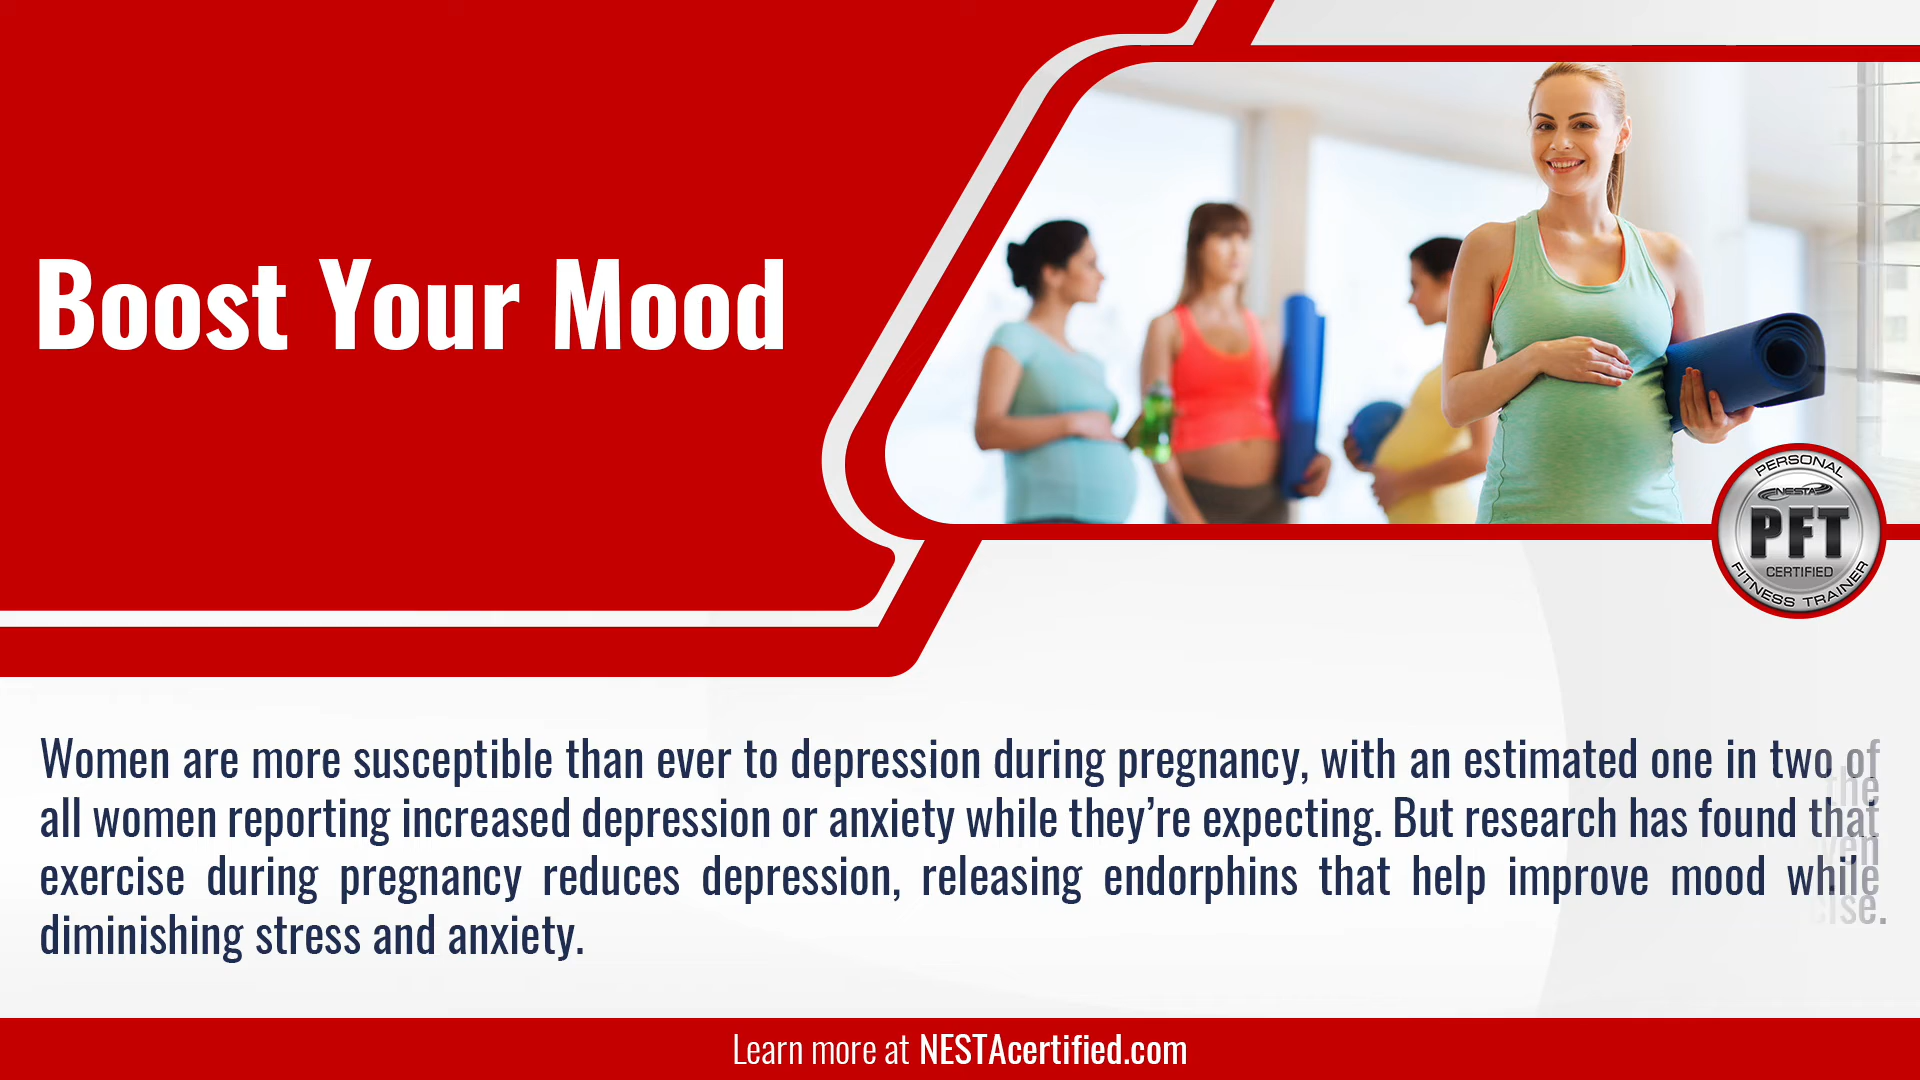 Boost Your Mood
PERSONAL
NESTA
PFT
CERTIFIED
FITNESS TRAINER
Women are more susceptible than ever to depression during pregnancy, with an estimated one in two of
all women reporting increased depression or anxiety while they’re expecting. But research has found that
exercise during pregnancy reduces depression, releasing endorphins that help improve mood while
diminishing stress and anxiety.
Learn more at NESTAcertified.com